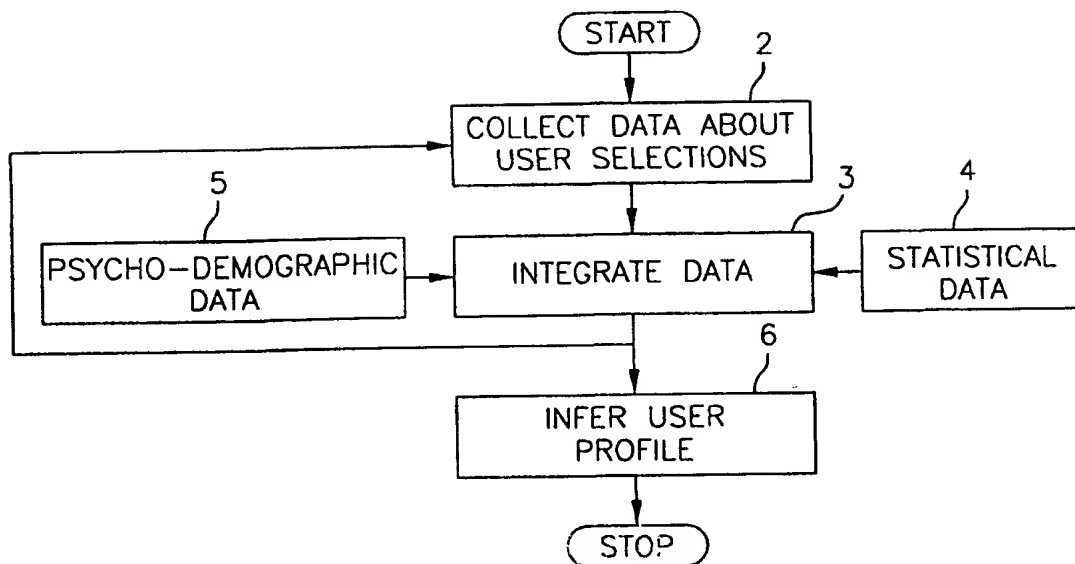 START
2
COLLECT DATA ABOUT
USER SELECTIONS
5
3
4
PSYCHO-DEMOGRAPHIC
DATA
INTEGRATE DATA
STATISTICAL
DATA
6
INFER USER
PROFILE
STOP